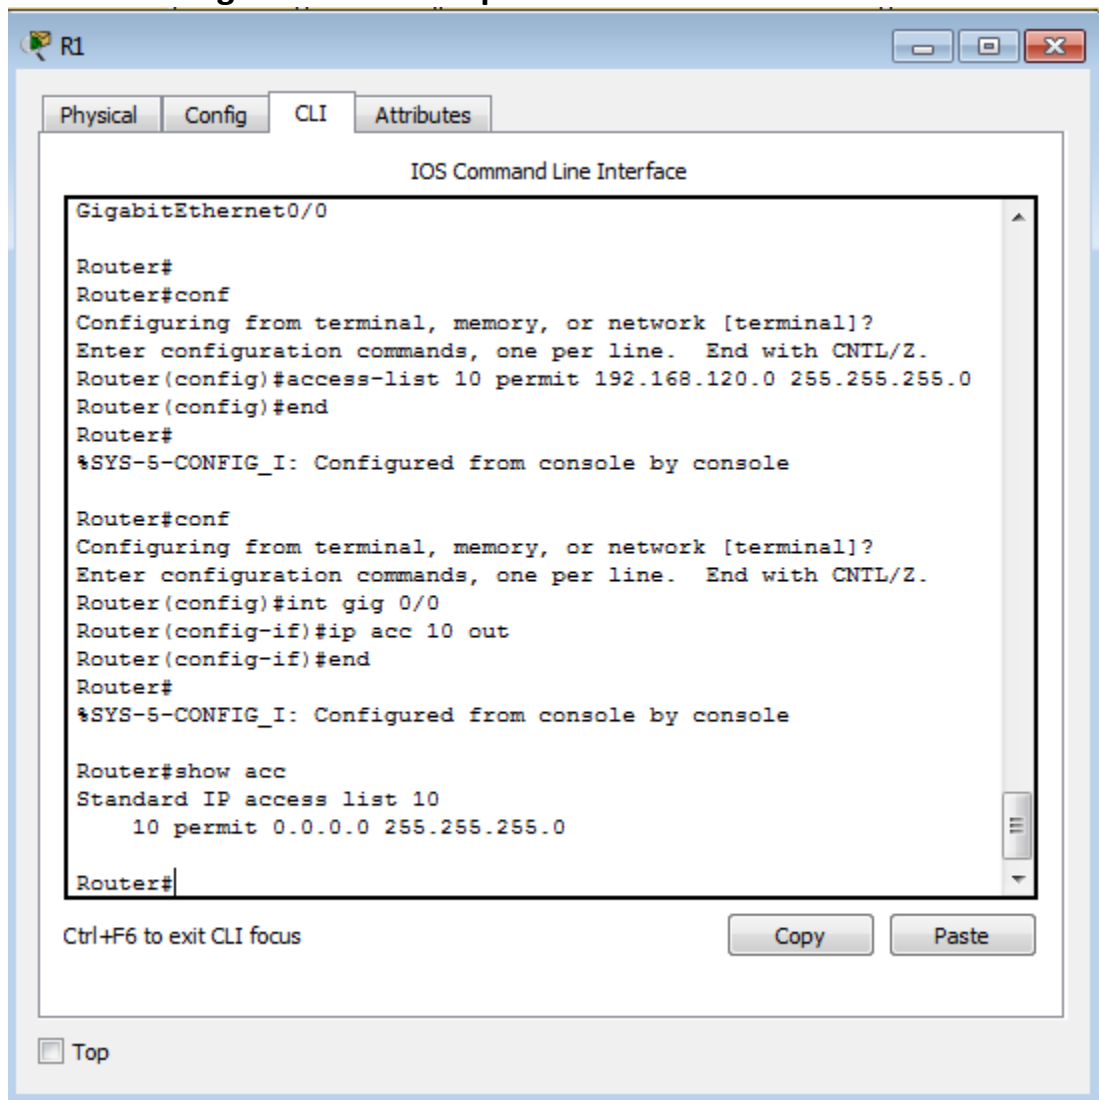 R1
Physical Config CLI Attributes
IOS Command Line Interface
GigabitEthernet0/0
Router#
Router#conf
Configuring from terminal, memory, or network [terminal]?
Enter configuration commands, one per line.  End with CNTL/Z.
Router(config)#access-list 10 permit 192.168.120.0 255.255.255.0
Router(config)#end
Router#
%SYS-5-CONFIG_I: Configured from console by console
Router#conf
Configuring from terminal, memory, or network [terminal]?
Enter configuration commands, one per line.  End with CNTL/Z.
Router(config)#int gig 0/0
Router(config-if)#ip acc 10 out
Router(config-if)#end
Router#
%SYS-5-CONFIG_I: Configured from console by console
Router#show acc
Standard IP access list 10
    10 permit 0.0.0.0 255.255.255.0
Router#
Ctrl+F6 to exit CLI focus Copy Paste
Top